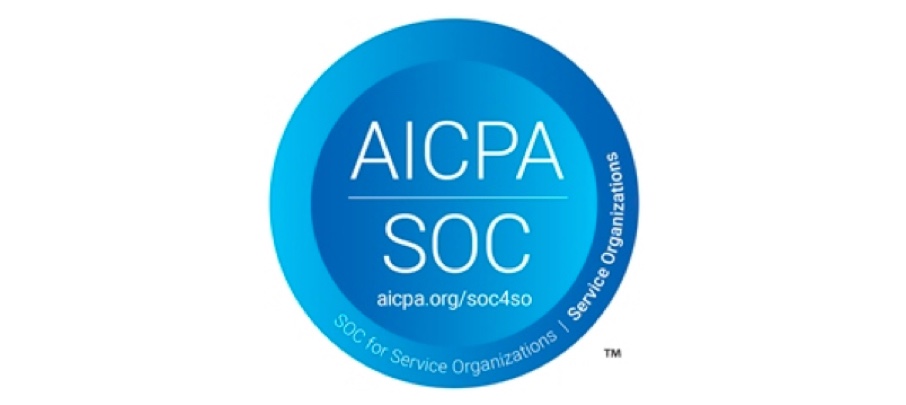 AICPA
SOC
aicpa.org/soc4so
SOC for Service Organizations | Service Organizations
TM